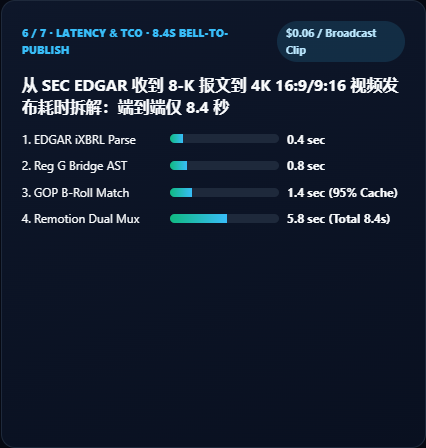 6 / 7 · LATENCY & TCO · 8.4S BELL-TO-
PUBLISH
$0.06 / Broadcast
Clip
从 SEC EDGAR 收到 8-K 报文到 4K 16:9/9:16 视频发
布耗时拆解：端到端仅 8.4 秒
1. EDGAR iXBRL Parse 0.4 sec
2. Reg G Bridge AST 0.8 sec
3. GOP B-Roll Match 1.4 sec (95% Cache)
4. Remotion Dual Mux 5.8 sec (Total 8.4s)